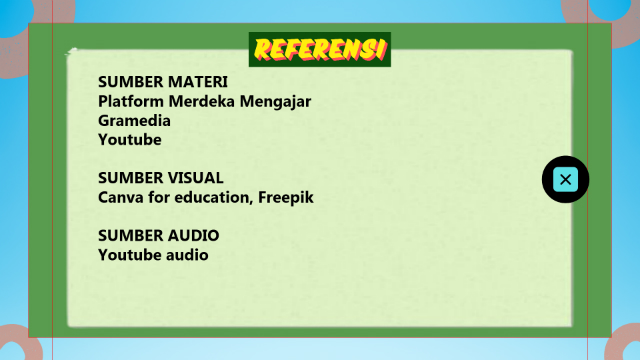 REFERENSI
SUMBER MATERI
Platform Merdeka Mengajar
Gramedia
Youtube
SUMBER VISUAL
Canva for education, Freepik
SUMBER AUDIO
Youtube audio